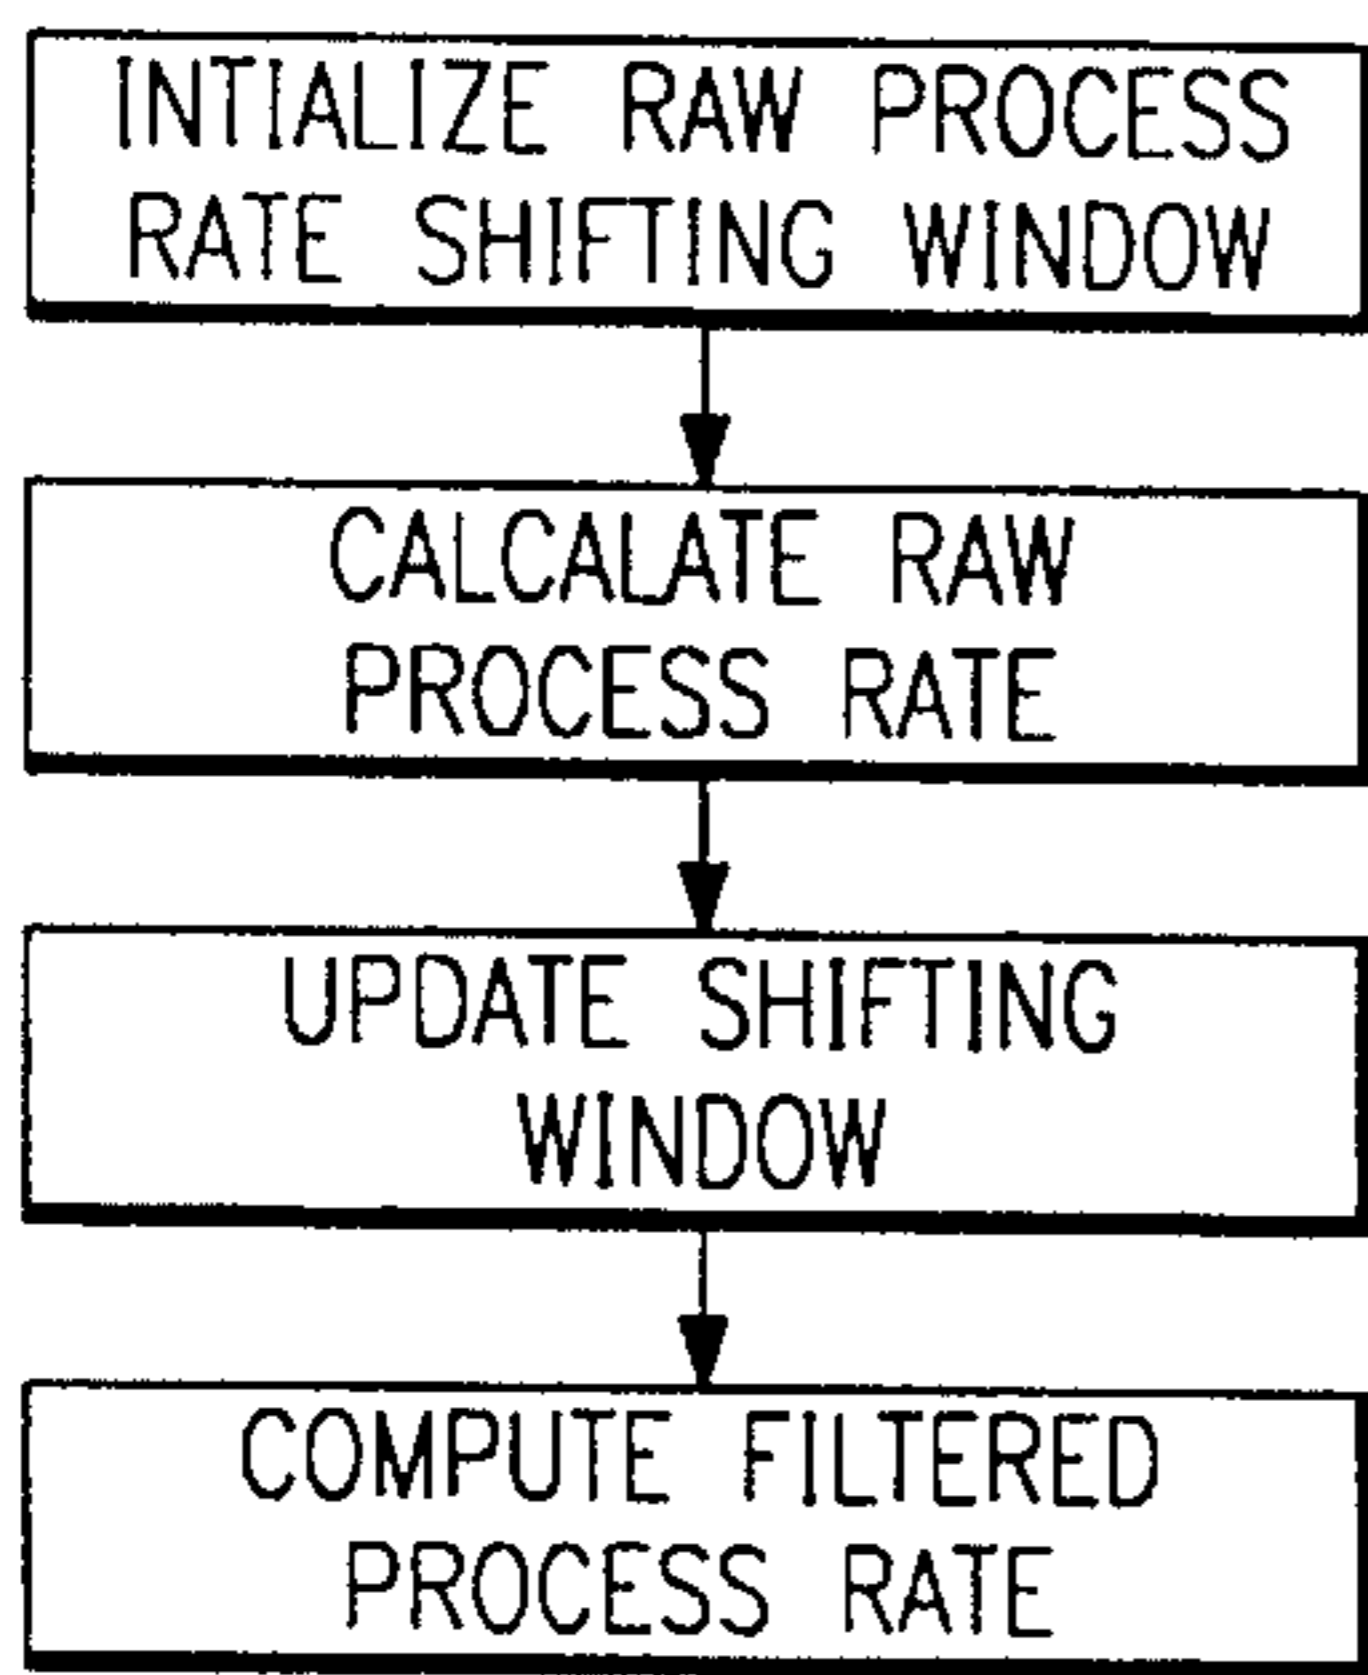 INTIALIZE RAW PROCESS
RATE SHIFTING WINDOW
CALCALATE RAW
PROCESS RATE
UPDATE SHIFTING
WINDOW
COMPUTE FILTERED
PROCESS RATE